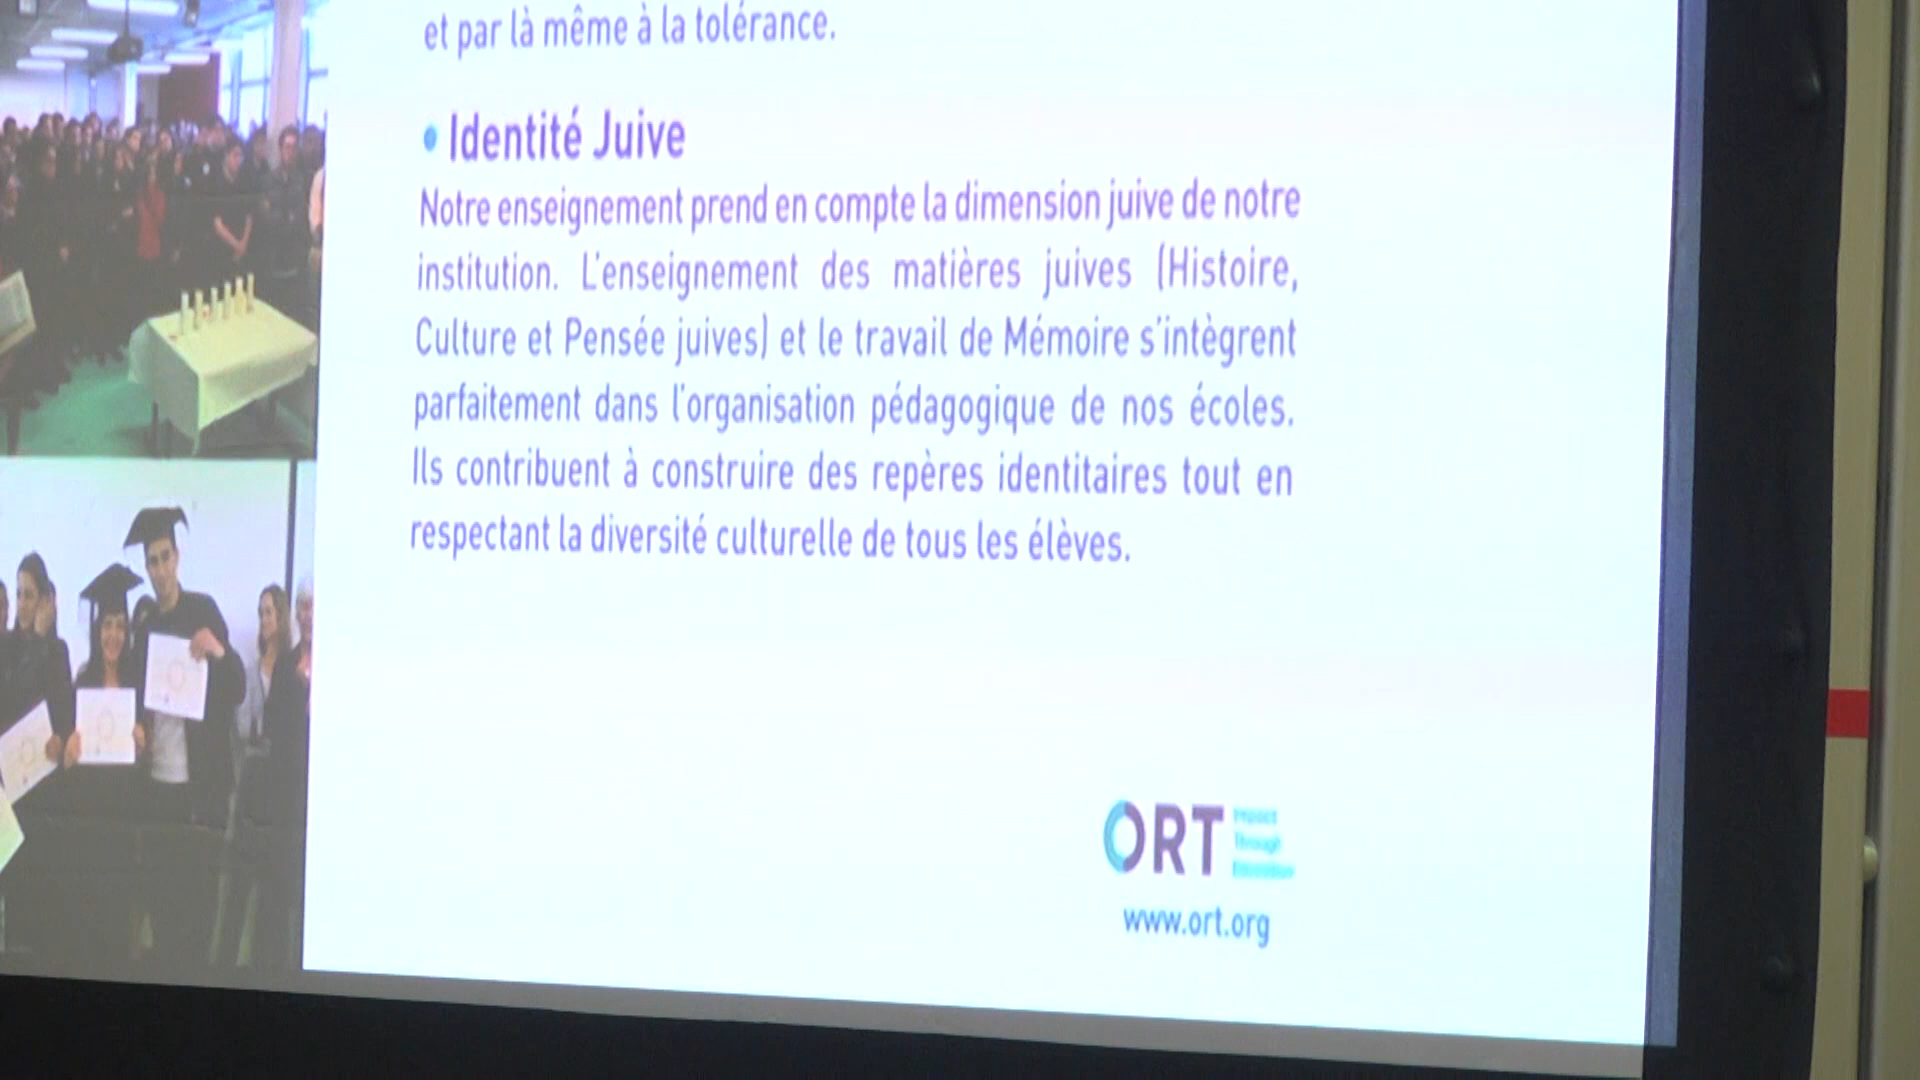 et par là même à la tolérance.
• Identité Juive
Notre enseignement prend en compte la dimension juive de notre
institution. L'enseignement des matières juives (Histoire,
Culture et Pensée juives) et le travail de Mémoire s'intègrent
parfaitement dans l'organisation pédagogique de nos écoles.
Ils contribuent à construire des repères identitaires tout en
respectant la diversité culturelle de tous les élèves.
ORT
Impact
Through
Education
www.ort.org